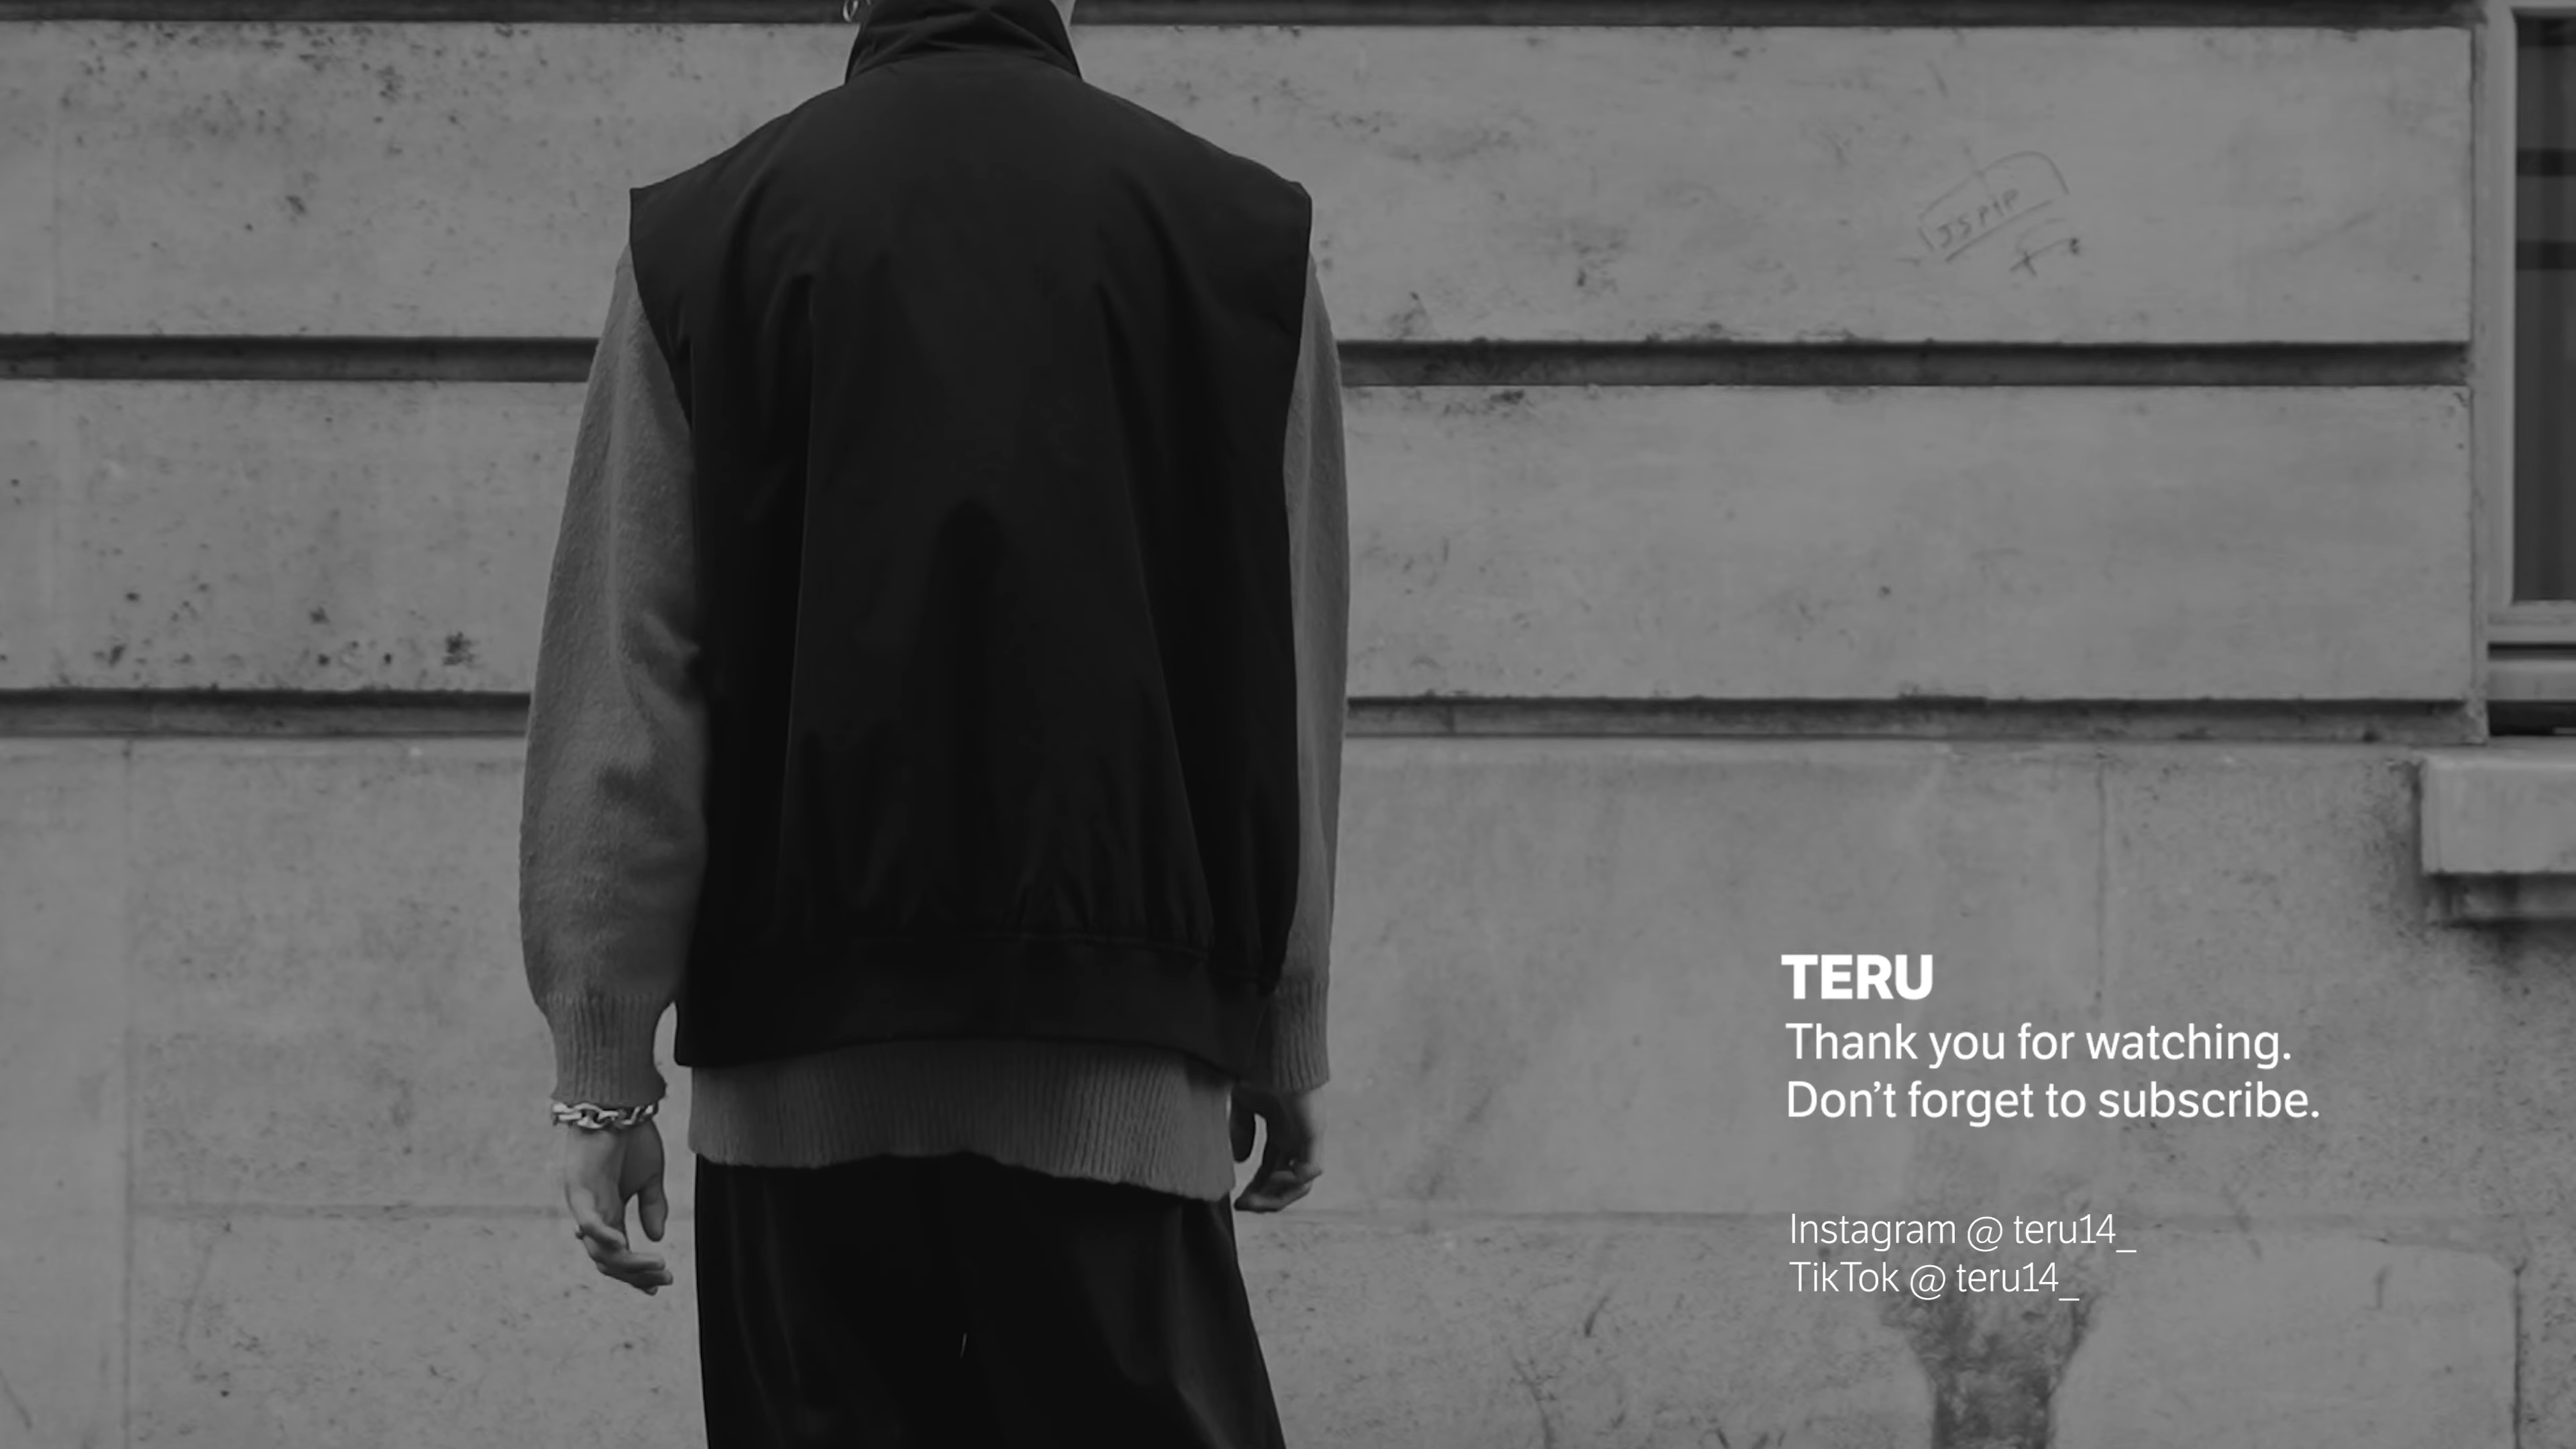 TERU
Thank you for watching.
Don't forget to subscribe.
Instagram @ teru14_
TikTok @ teru14_